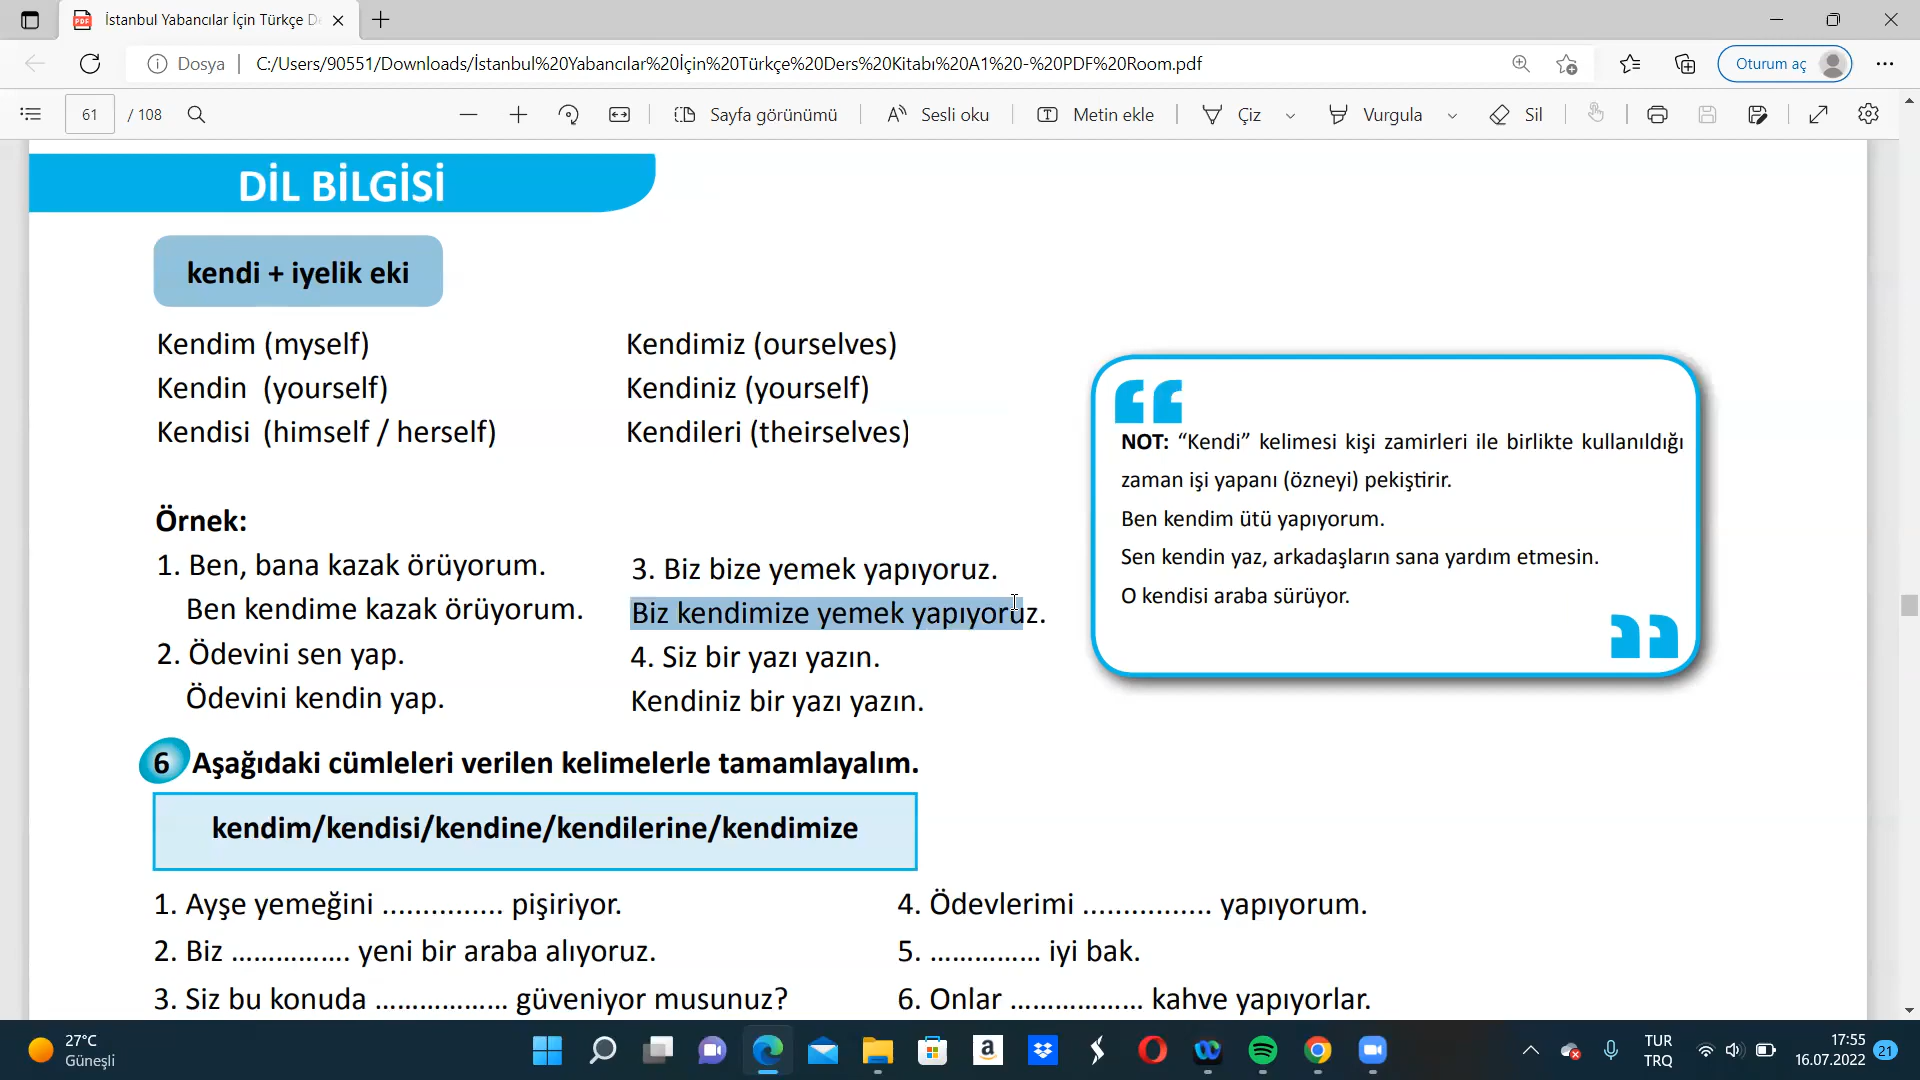 İstanbul Yabancılar İçin Türkçe De
Dosya
C:/Users/90551/Downloads/İstanbul%20Yabancılar%20İçin%20Türkçe%20Ders%20Kitabı%20A1%20-%20PDF%20Room.pdf
Oturum aç
61 / 108
Sayfa görünümü
Sesli oku
Metin ekle
Çiz
Vurgula
Sil
DİL BİLGİSİ
kendi + iyelik eki
Kendim (myself)
Kendin (yourself)
Kendisi (himself / herself)
Kendimiz (ourselves)
Kendiniz (yourself)
Kendileri (theirselves)
NOT: “Kendi” kelimesi kişi zamirleri ile birlikte kullanıldığı
zaman işi yapanı (özneyi) pekiştirir.
Ben kendim ütü yapıyorum.
Sen kendin yaz, arkadaşların sana yardım etmesin.
O kendisi araba sürüyor.
Örnek:
1. Ben, bana kazak örüyorum.
Ben kendime kazak örüyorum.
2. Ödevini sen yap.
Ödevini kendin yap.
3. Biz bize yemek yapıyoruz.
Biz kendimize yemek yapıyoruz.
4. Siz bir yazı yazın.
Kendiniz bir yazı yazın.
6 Aşağıdaki cümleleri verilen kelimelerle tamamlayalım.
kendim/kendisi/kendine/kendilerine/kendimize
1. Ayşe yemeğini ............... pişiriyor.
2. Biz ................ yeni bir araba alıyoruz.
3. Siz bu konuda .................. güveniyor musunuz?
4. Ödevlerimi ................ yapıyorum.
5. ............... iyi bak.
6. Onlar .................. kahve yapıyorlar.
27°C
Güneşli
TUR
TRQ
17:55
16.07.2022
21